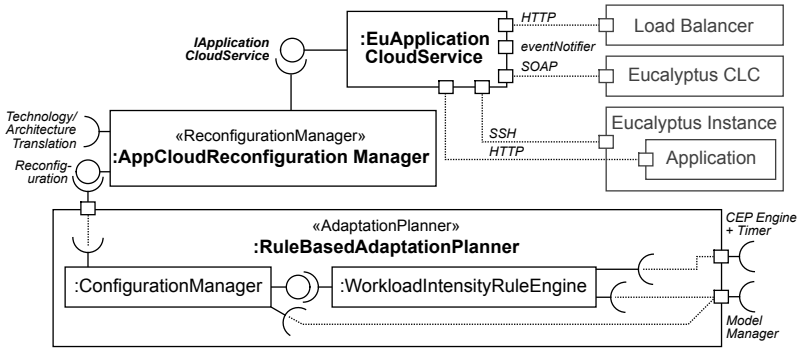 HTTP
:EuApplication
CloudService
Load Balancer
IApplication
CloudService
eventNotifier
SOAP
Eucalyptus CLC
Technology/
Architecture
Translation
«ReconfigurationManager»
:AppCloudReconfiguration Manager
SSH
HTTP
Eucalyptus Instance
Application
Reconfig-
uration
«AdaptationPlanner»
:RuleBasedAdaptationPlanner
CEP Engine
+ Timer
:ConfigurationManager
:WorkloadIntensityRuleEngine
Model
Manager